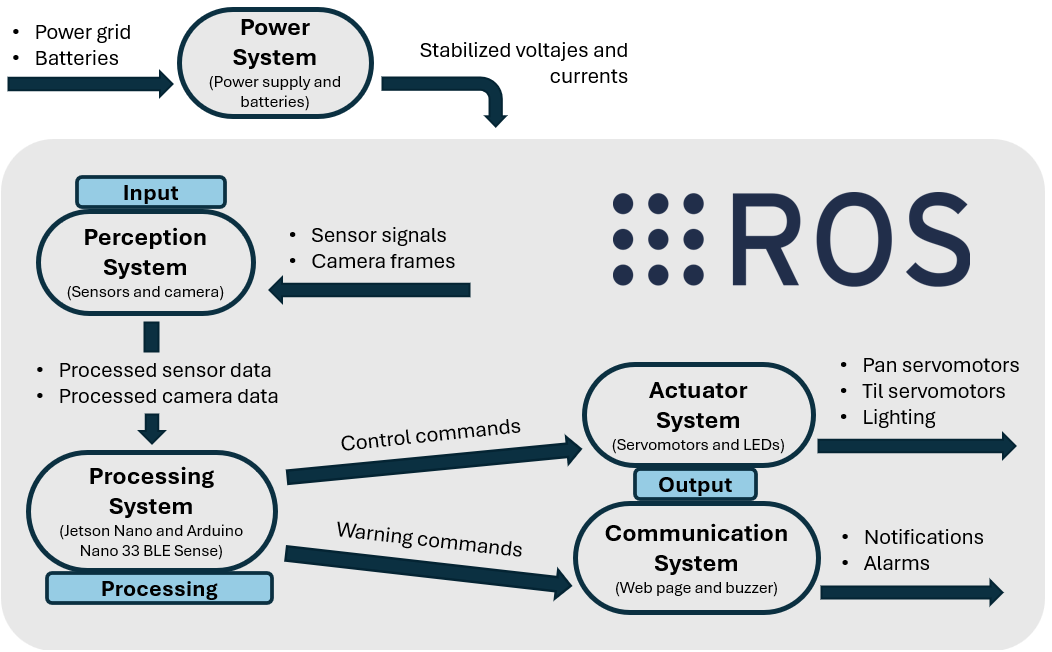 • Power grid
• Batteries
Power
System
(Power supply and
batteries)
Stabilized voltajes and
currents
Input
Perception
System
(Sensors and camera)
• Sensor signals
• Camera frames
ROS
• Processed sensor data
• Processed camera data
Processing
System
(Jetson Nano and Arduino
Nano 33 BLE Sense)
Processing
Control commands
Warning commands
Actuator
System
(Servomotors and LEDs)
Output
Communication
System
(Web page and buzzer)
• Pan servomotors
• Til servomotors
• Lighting
• Notifications
• Alarms